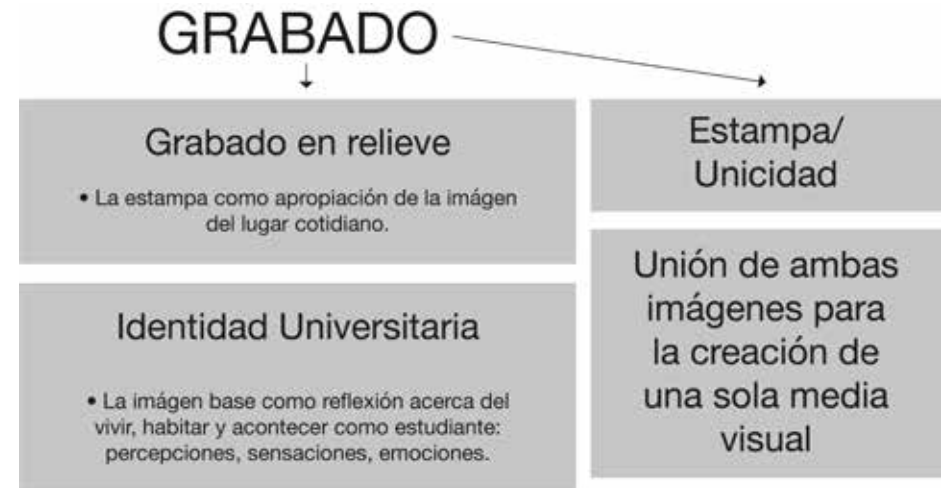 GRABADO
Grabado en relieve
• La estampa como apropiación de la imágen
del lugar cotidiano.
Identidad Universitaria
• La imágen base como reflexión acerca del
vivir, habitar y acontecer como estudiante:
percepciones, sensaciones, emociones.
Estampa/
Unicidad
Unión de ambas
imágenes para
la creación de
una sola media
visual